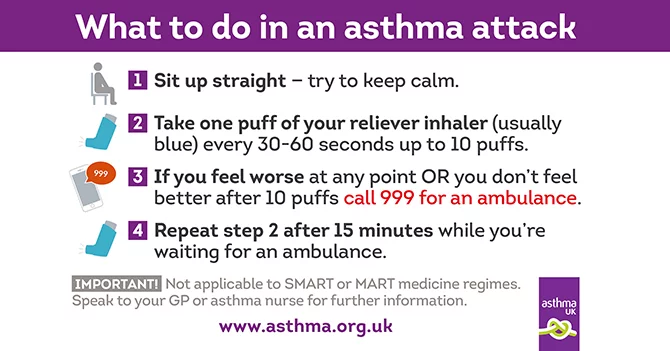 What to do in an asthma attack
1 Sit up straight – try to keep calm.
2 Take one puff of your reliever inhaler (usually
blue) every 30-60 seconds up to 10 puffs.
999
3 If you feel worse at any point OR you don't feel
better after 10 puffs call 999 for an ambulance.
4 Repeat step 2 after 15 minutes while you're
waiting for an ambulance.
IMPORTANT! Not applicable to SMART or MART medicine regimes.
Speak to your GP or asthma nurse for further information.
www.asthma.org.uk
asthma
UK